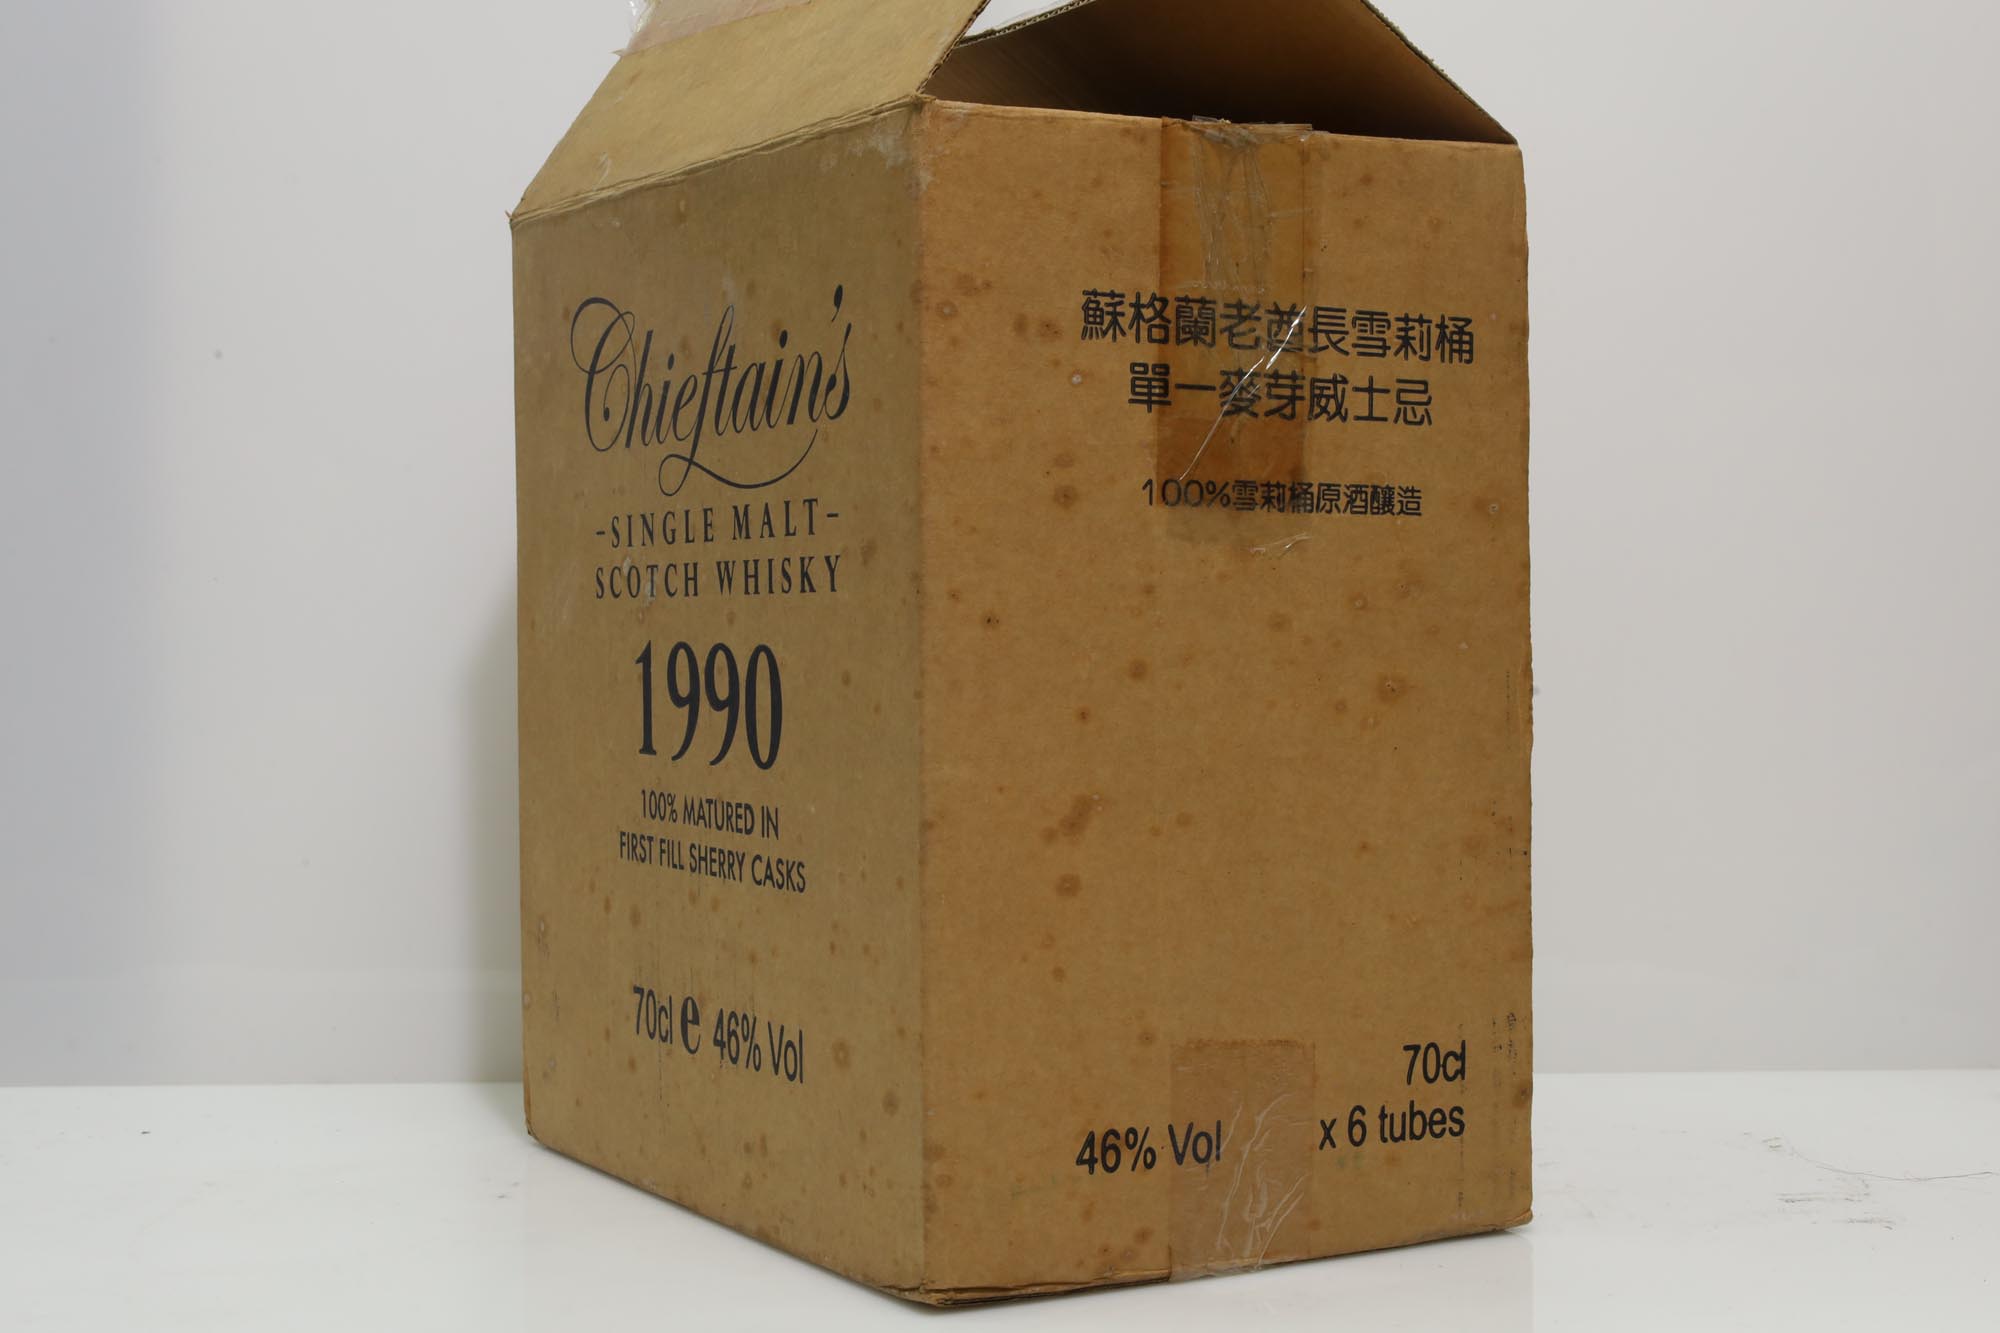 Chieftain's
-SINGLE MALT-
SCOTCH WHISKY
1990
100% MATURED IN
FIRST FILL SHERRY CASKS
70cl e 46% Vol
蘇格蘭老酋長雪莉桶
單一麥芽威士忌
100%雪莉桶原酒釀造
70cl
46% Vol x 6 tubes